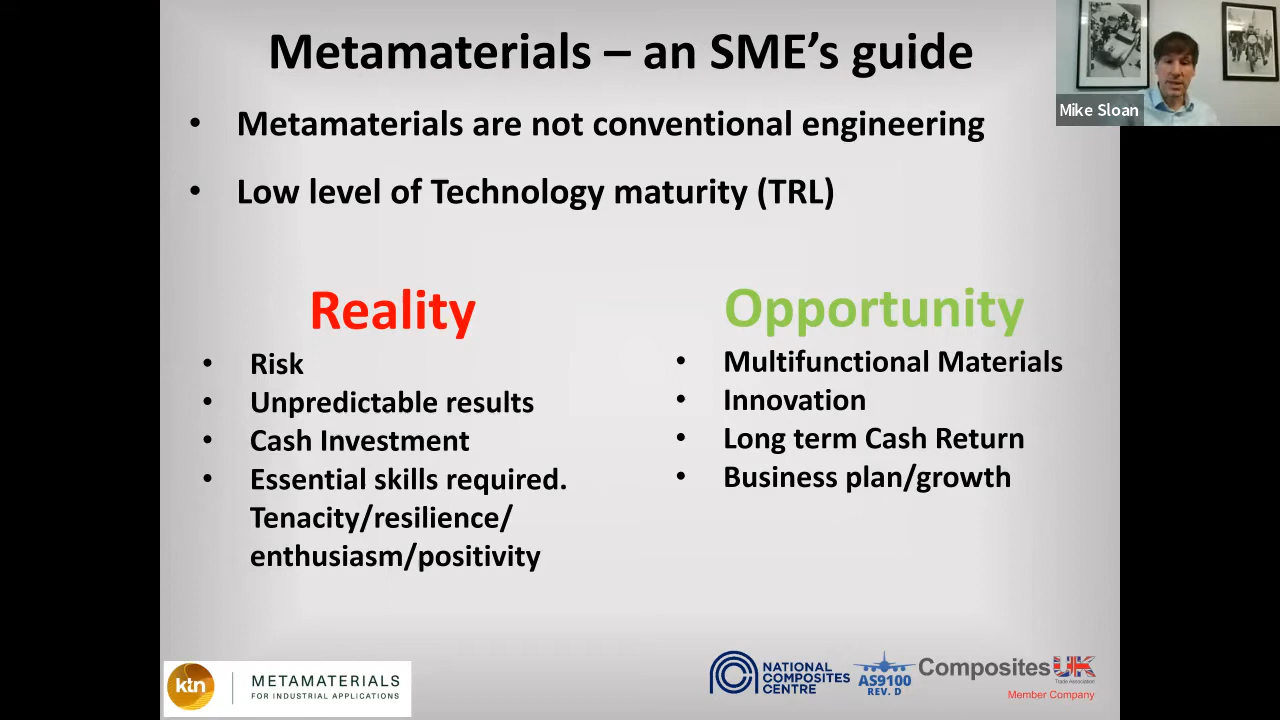 Metamaterials – an SME's guide
Mike Sloan
• Metamaterials are not conventional engineering
• Low level of Technology maturity (TRL)
Reality
• Risk
• Unpredictable results
• Cash Investment
• Essential skills required.
Tenacity/resilience/
enthusiasm/positivity
Opportunity
• Multifunctional Materials
• Innovation
• Long term Cash Return
• Business plan/growth
ktn
METAMATERIALS
FOR INDUSTRIAL APPLICATIONS
NATIONAL
COMPOSITES
CENTRE
AS9100
REV. D
Composites UK
Trade Association
Member Company